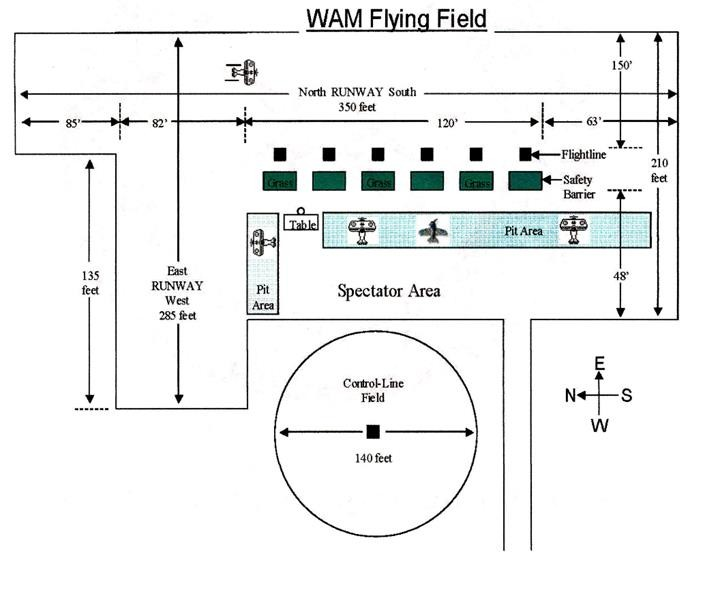 WAM Flying Field
150'
North RUNWAY South
350 feet
85'
82'
120'
63'
Flightline
210
feet
Grass
Grass
Grass
Safety
Barrier
Table
Pit Area
135
feet
East
RUNWAY
West
285 feet
Pit
Area
Spectator Area
48'
Control-Line
Field
140 feet
E
N
S
W